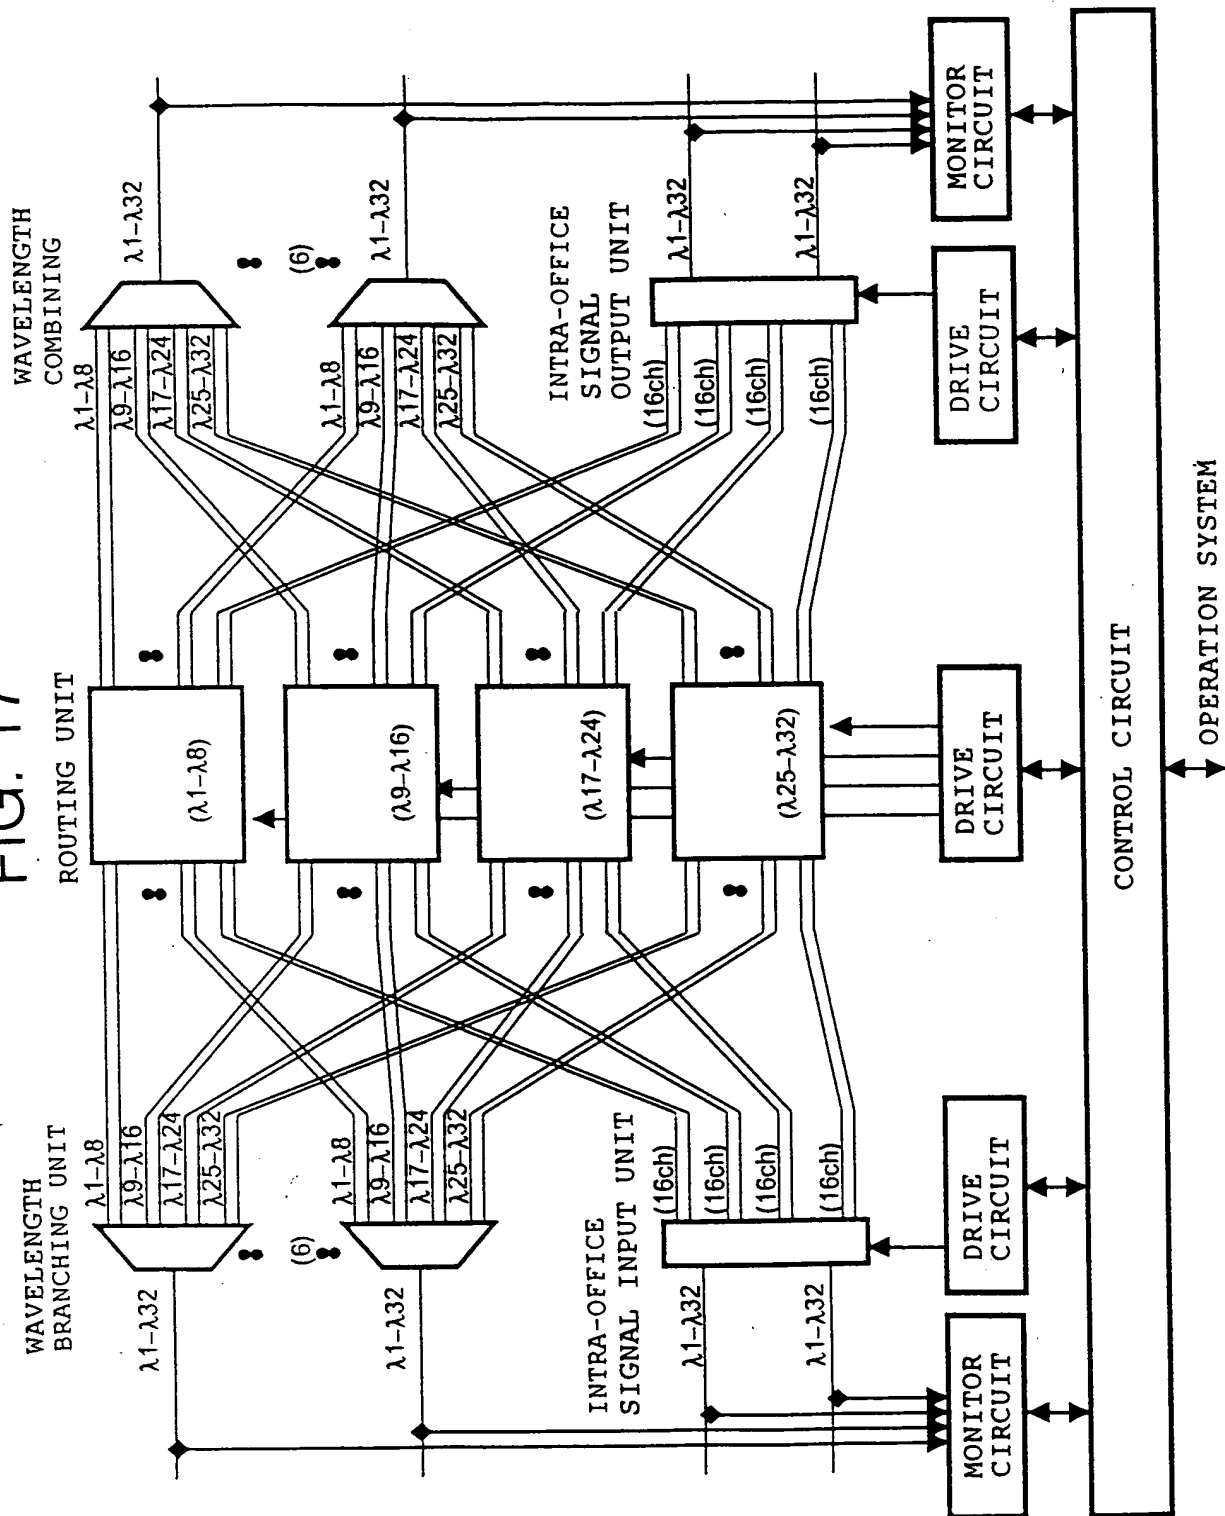 FIG. 17
WAVELENGTH
BRANCHING UNIT
ROUTING UNIT
WAVELENGTH
COMBINING
λ1-λ32
λ1-λ8
λ9-λ16
λ17-λ24
λ25-λ32
(6)
λ1-λ32
λ1-λ8
λ9-λ16
λ17-λ24
λ25-λ32
INTRA-OFFICE
SIGNAL INPUT UNIT
λ1-λ32
λ1-λ32
(16ch)
(16ch)
(16ch)
(16ch)
(λ1-λ8)
(λ9-λ16)
(λ17-λ24)
(λ25-λ32)
λ1-λ8
λ9-λ16
λ17-λ24
λ25-λ32
λ1-λ32
(6)
λ1-λ8
λ9-λ16
λ17-λ24
λ25-λ32
λ1-λ32
INTRA-OFFICE
SIGNAL
OUTPUT UNIT
(16ch)
(16ch)
(16ch)
(16ch)
λ1-λ32
λ1-λ32
MONITOR
CIRCUIT
DRIVE
CIRCUIT
DRIVE
CIRCUIT
DRIVE
CIRCUIT
MONITOR
CIRCUIT
CONTROL CIRCUIT
OPERATION SYSTEM